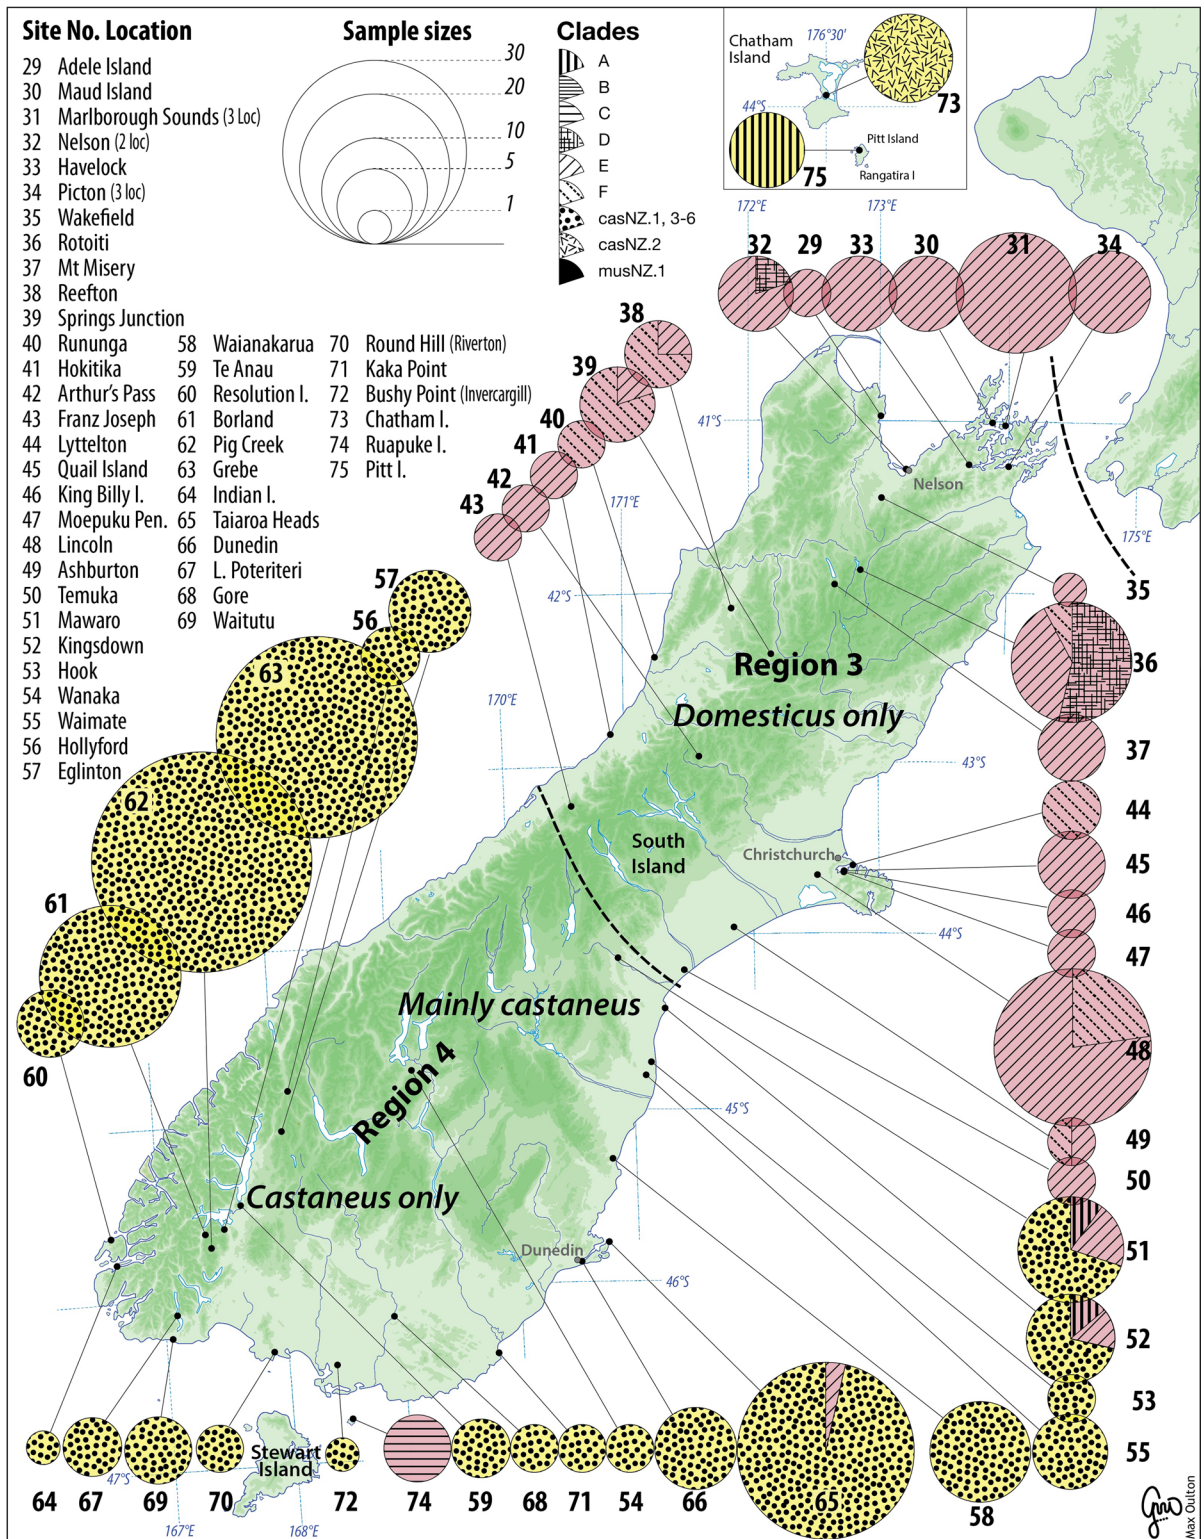 Site No. Location
29 Adele Island
30 Maud Island
31 Marlborough Sounds (3 Loc)
32 Nelson (2 loc)
33 Havelock
34 Picton (3 loc)
35 Wakefield
36 Rotoiti
37 Mt Misery
38 Reefton
39 Springs Junction
40 Rununga
41 Hokitika
42 Arthur's Pass
43 Franz Joseph
44 Lyttelton
45 Quail Island
46 King Billy I.
47 Moepuku Pen.
48 Lincoln
49 Ashburton
50 Temuka
51 Mawaro
52 Kingsdown
53 Hook
54 Wanaka
55 Waimate
56 Hollyford
57 Eglinton
58 Waianakarua
59 Te Anau
60 Resolution I.
61 Borland
62 Pig Creek
63 Grebe
64 Indian I.
65 Taiaroa Heads
66 Dunedin
67 L. Poteriteri
68 Gore
69 Waitutu
70 Round Hill (Riverton)
71 Kaka Point
72 Bushy Point (Invercargill)
73 Chatham I.
74 Ruapuke I.
75 Pitt I.
Sample sizes
30
20
10
5
1
Clades
A
B
C
D
E
F
casNZ.1, 3-6
casNZ.2
musNZ.1
Chatham
Island
176°30'
44°S
73
75
Pitt Island
Rangatira I
172°E
173°E
32
29
33
30
31
34
38
39
40
41
42
43
171°E
41°S
Nelson
175°E
42°S
35
36
37
44
45
46
47
48
49
50
51
52
53
55
57
56
63
62
61
60
170°E
Region 3
Domesticus only
43°S
South
Island
Christchurch
44°S
Mainly castaneus
Region 4
45°S
Castaneus only
Dunedin
46°S
Stewart
Island
47°S
64
67
69
70
72
74
59
68
71
54
66
65
58
167°E
168°E
Max Oulton